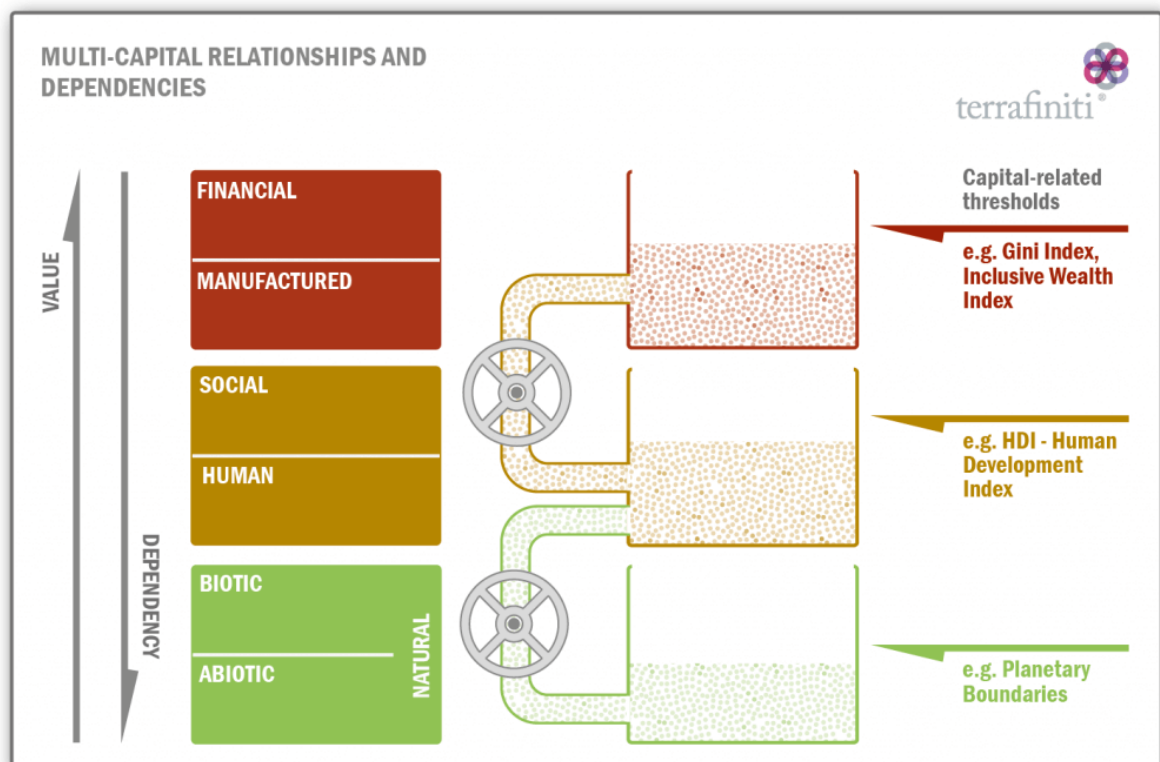 MULTI-CAPITAL RELATIONSHIPS AND
DEPENDENCIES
terrafiniti®
VALUE
DEPENDENCY
FINANCIAL
MANUFACTURED
SOCIAL
HUMAN
BIOTIC
ABIOTIC
NATURAL
Capital-related
thresholds
e.g. Gini Index,
Inclusive Wealth
Index
e.g. HDI - Human
Development
Index
e.g. Planetary
Boundaries